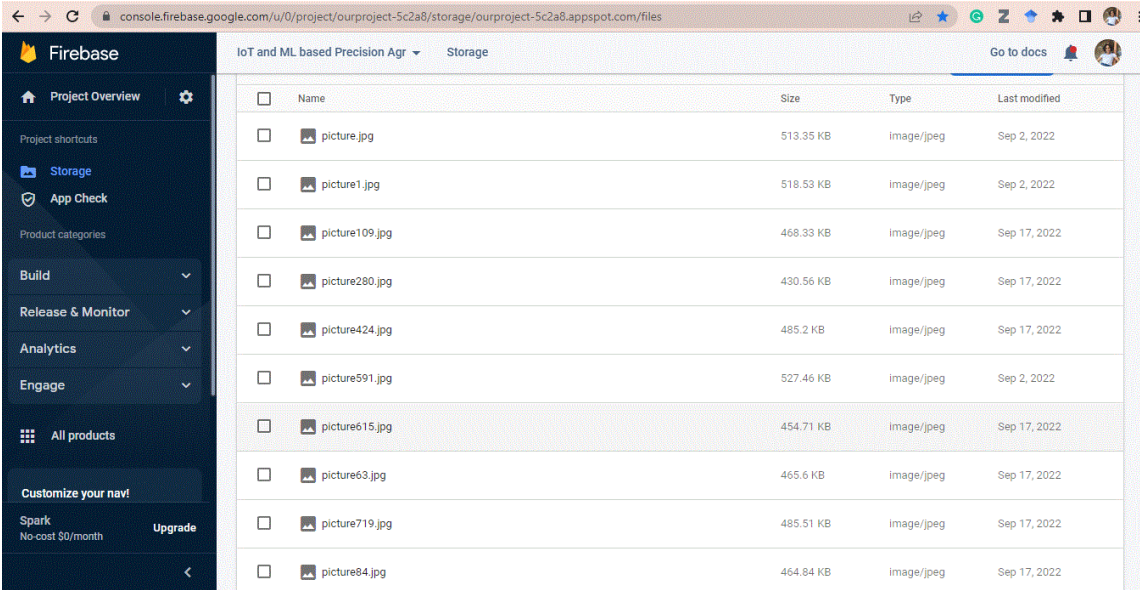 console.firebase.google.com/u/0/project/ourproject-5c2a8/storage/ourproject-5c2a8.appspot.com/files
Firebase
IoT and ML based Precision Agr
Storage
Go to docs
Project Overview
Project shortcuts
Storage
App Check
Product categories
Build
Release & Monitor
Analytics
Engage
All products
Customize your nav!
Spark
No-cost $0/month
Upgrade
Name Size Type Last modified
picture.jpg 513.35 KB image/jpeg Sep 2, 2022
picture1.jpg 518.53 KB image/jpeg Sep 2, 2022
picture109.jpg 468.33 KB image/jpeg Sep 17, 2022
picture280.jpg 430.56 KB image/jpeg Sep 17, 2022
picture424.jpg 485.2 KB image/jpeg Sep 17, 2022
picture591.jpg 527.46 KB image/jpeg Sep 2, 2022
picture615.jpg 454.71 KB image/jpeg Sep 17, 2022
picture63.jpg 465.6 KB image/jpeg Sep 17, 2022
picture719.jpg 485.51 KB image/jpeg Sep 17, 2022
picture84.jpg 464.84 KB image/jpeg Sep 17, 2022